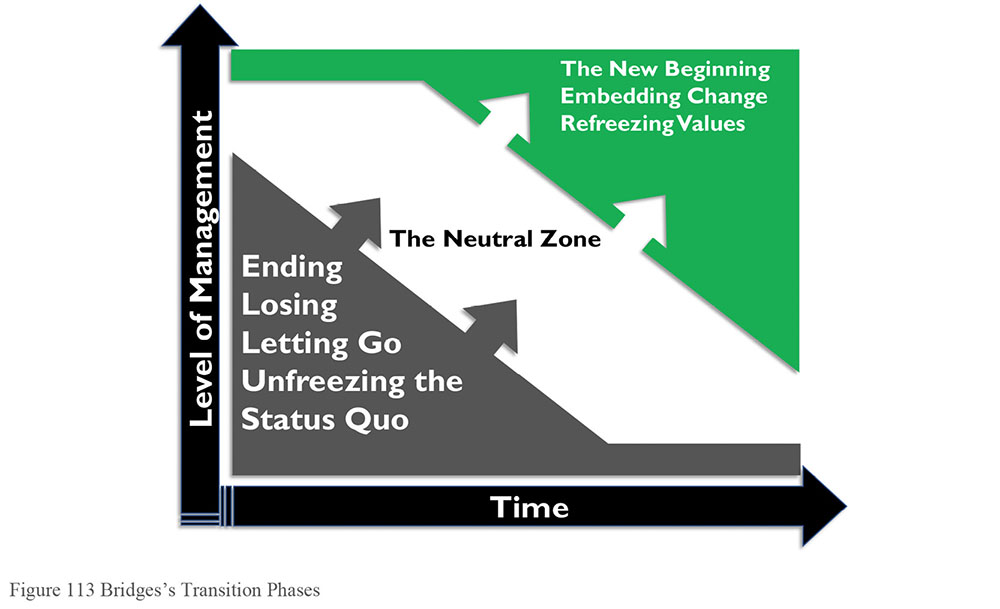 The New Beginning
Embedding Change
Refreezing Values
Level of Management
The Neutral Zone
Ending
Losing
Letting Go
Unfreezing the
Status Quo
Time
Figure 113 Bridges’s Transition Phases